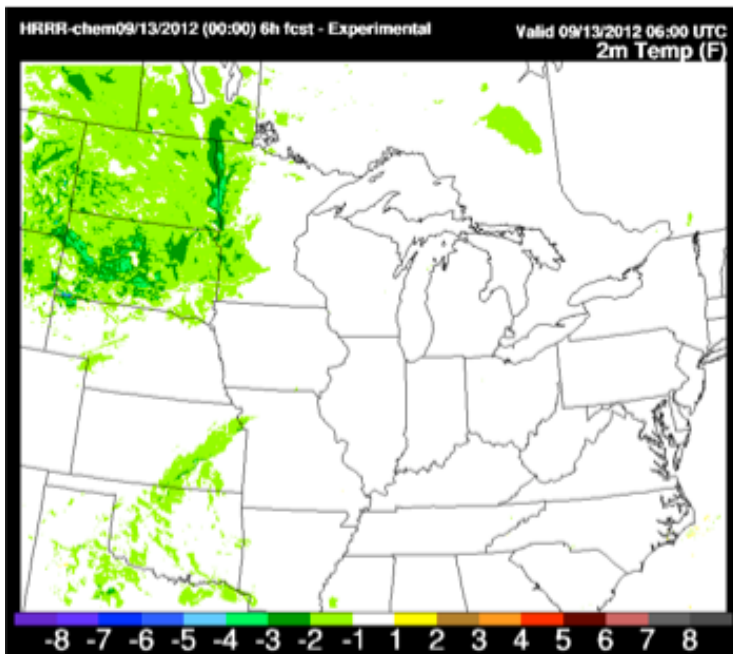 HRRR-chem09/13/2012 (00:00) 6h fcst - Experimental
Valid 09/13/2012 06:00 UTC
2m Temp (F)
-8 -7 -6 -5 -4 -3 -2 -1 1 2 3 4 5 6 7 8